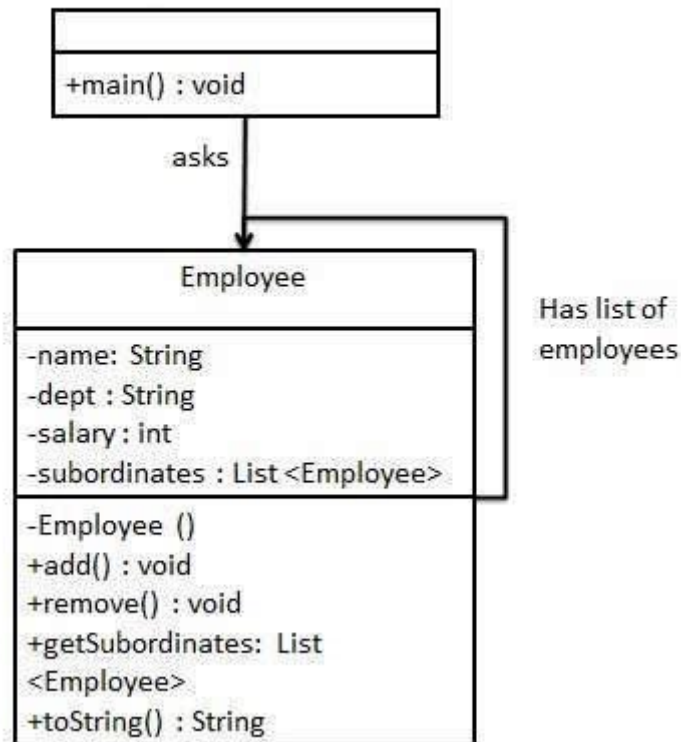 +main() : void
asks
Employee
Has list of
employees
-name: String
-dept : String
-salary : int
-subordinates : List <Employee>
-Employee ()
+add() : void
+remove() : void
+getSubordinates: List
<Employee>
+toString() : String